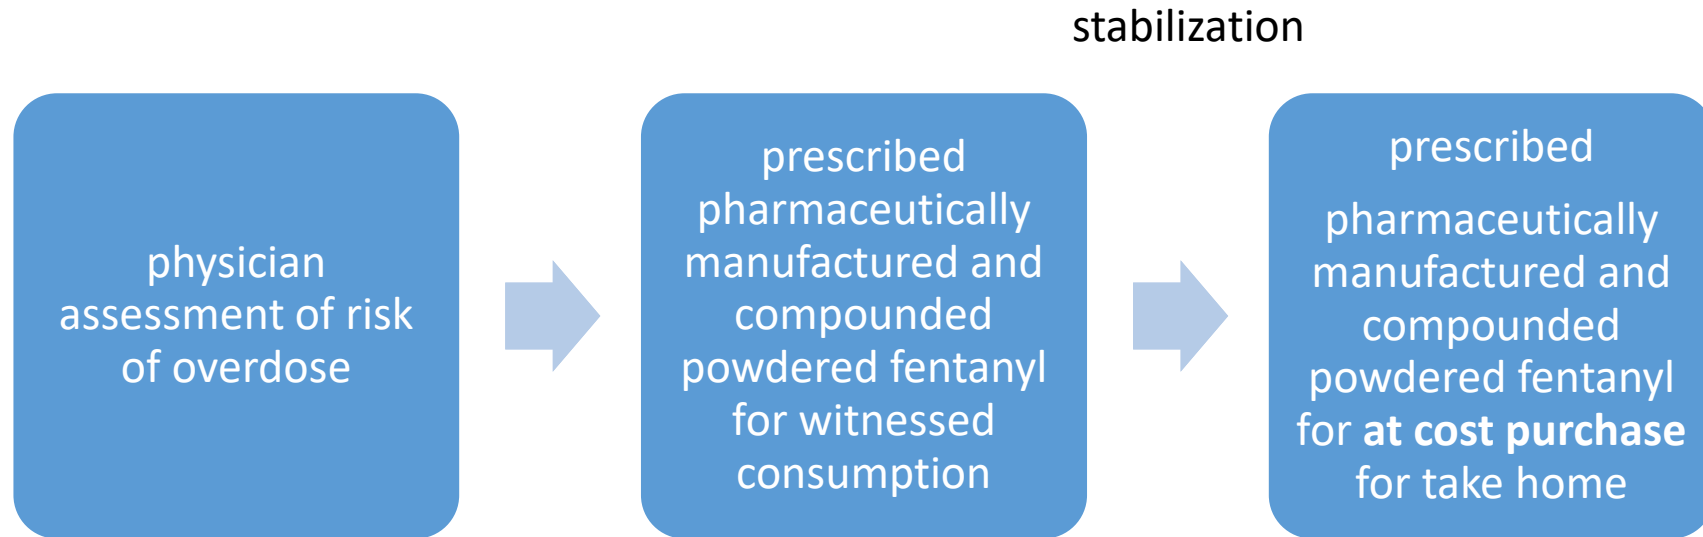 stabilization
physician
assessment of risk
of overdose
prescribed
pharmaceutically
manufactured and
compounded
powdered fentanyl
for witnessed
consumption
prescribed
pharmaceutically
manufactured and
compounded
powdered fentanyl
for at cost purchase
for take home